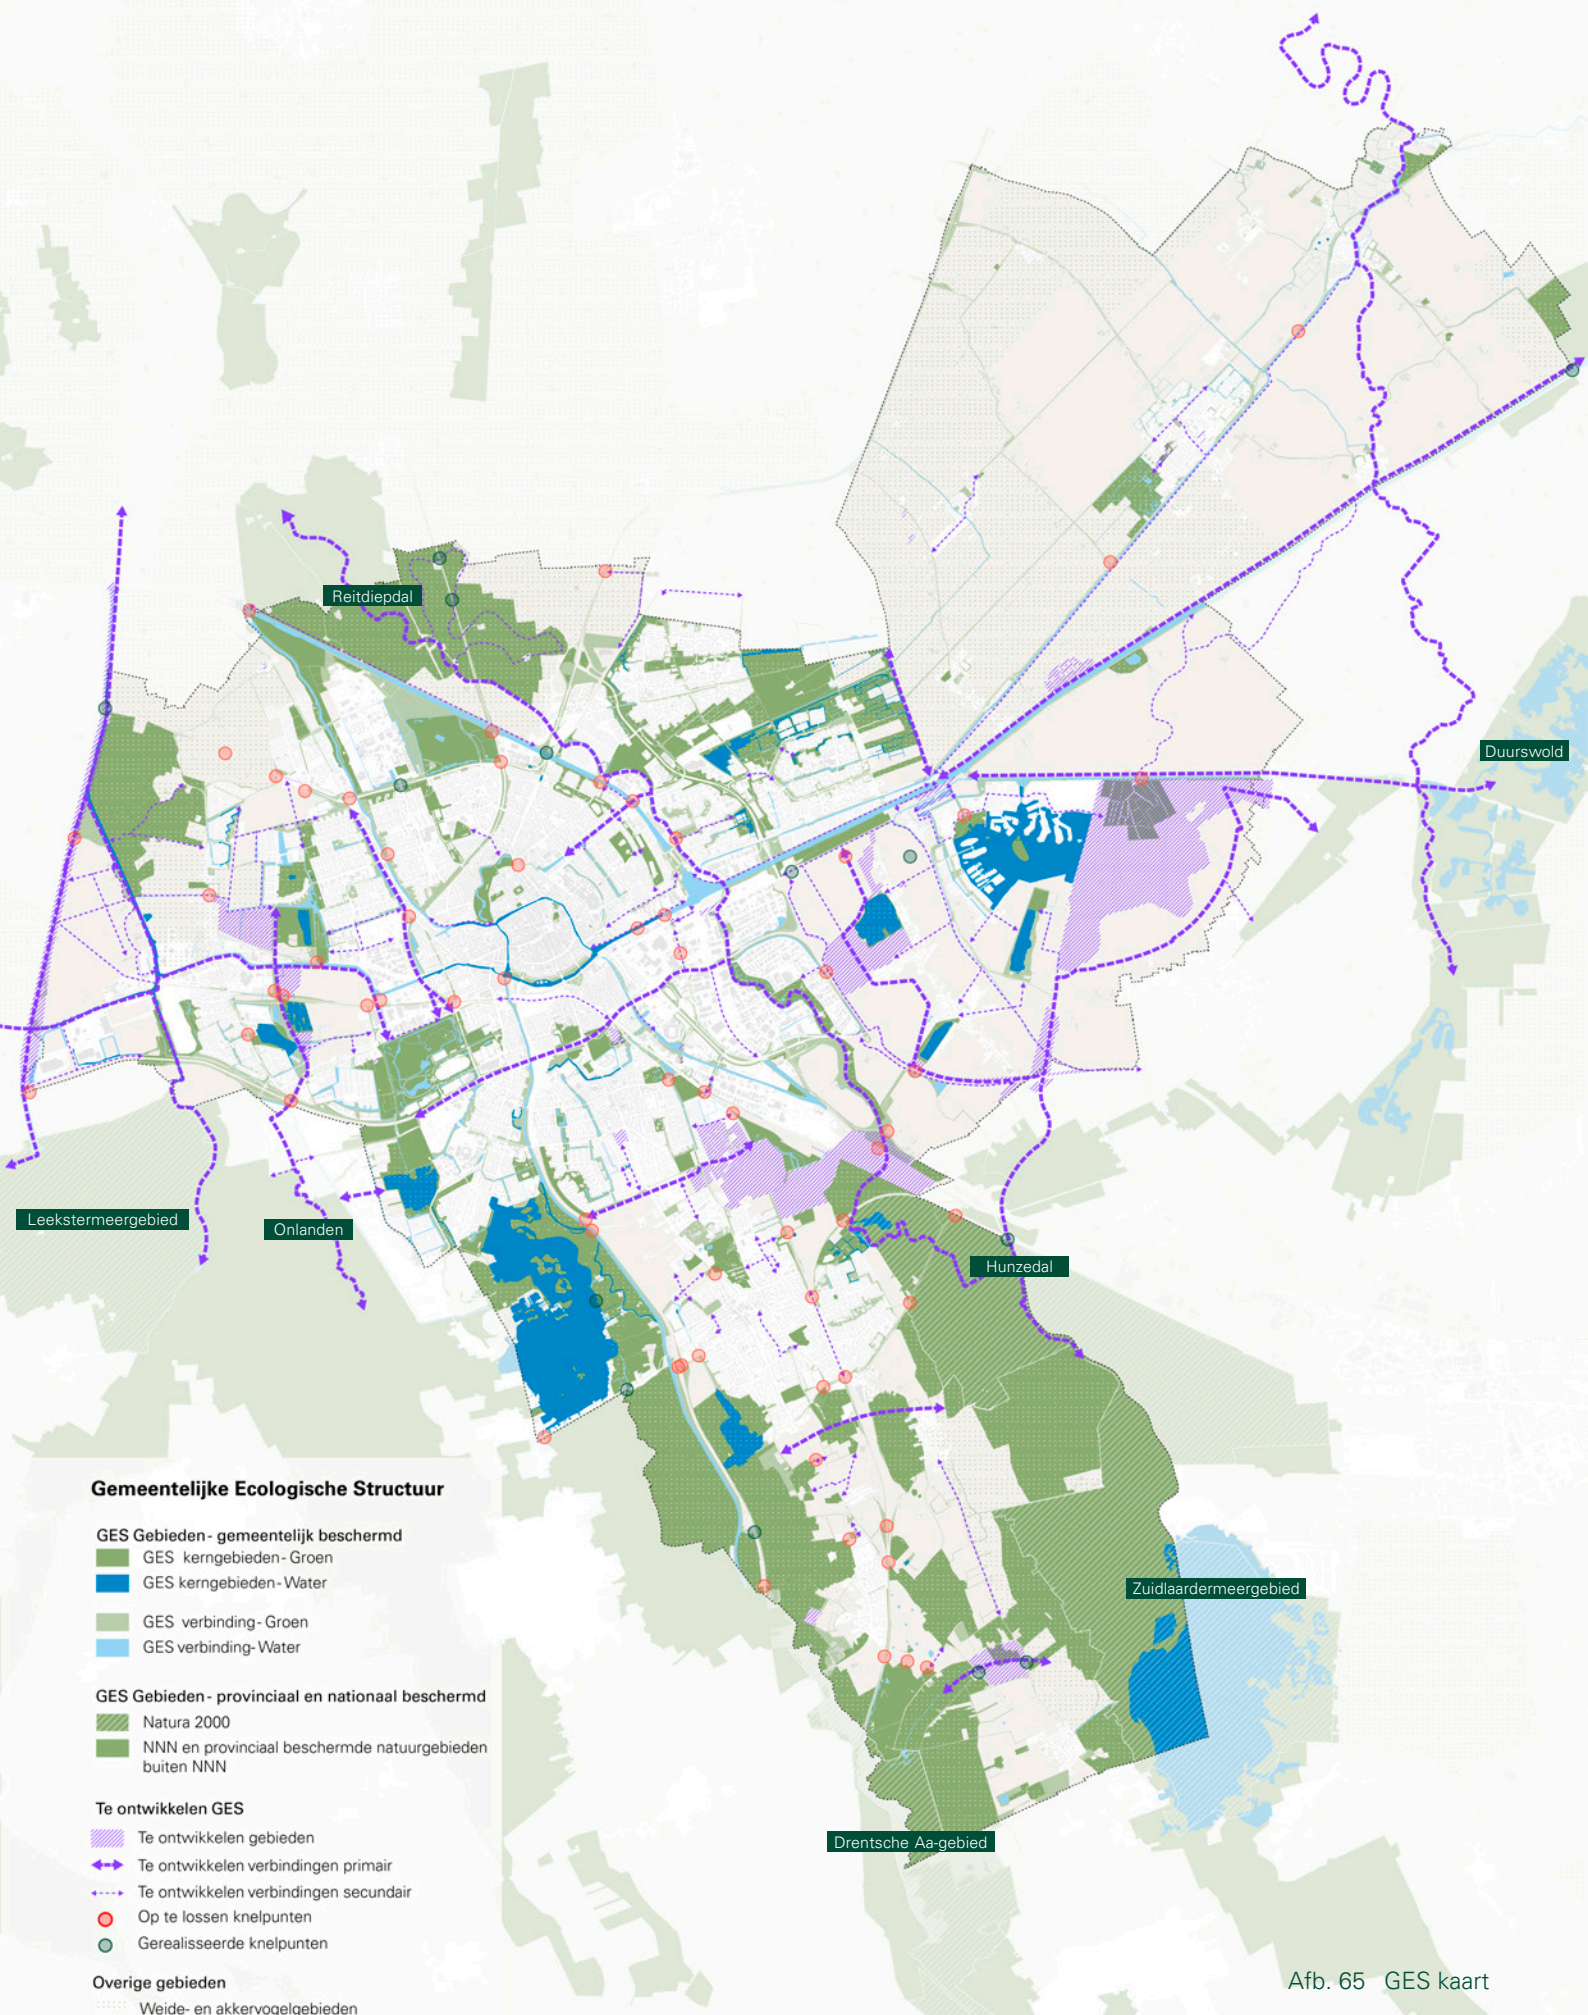 Reitdiepdal
Duurswold
Leekstermeergebied
Onlanden
Hunzedal
Zuidlaardermeergebied
Drentsche Aa-gebied
Gemeentelijke Ecologische Structuur
GES Gebieden - gemeentelijk beschermd
GES kerngebieden - Groen
GES kerngebieden - Water
GES verbinding - Groen
GES verbinding - Water
GES Gebieden - provinciaal en nationaal beschermd
Natura 2000
NNN en provinciaal beschermde natuurgebieden
buiten NNN
Te ontwikkelen GES
Te ontwikkelen gebieden
Te ontwikkelen verbindingen primair
Te ontwikkelen verbindingen secundair
Op te lossen knelpunten
Gerealisseerde knelpunten
Overige gebieden
Weide- en akkervogelgebieden
Afb. 65 GES kaart